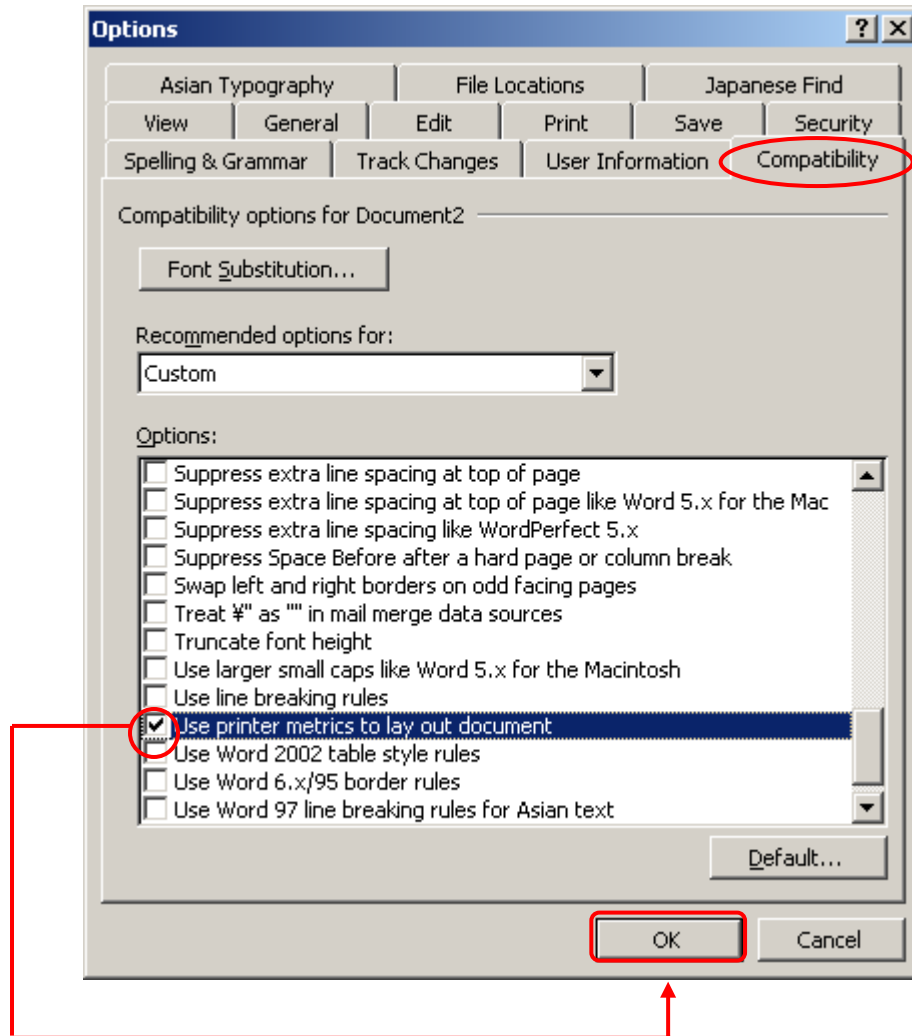 Options
Asian Typography File Locations Japanese Find
View General Edit Print Save Security
Spelling & Grammar Track Changes User Information Compatibility
Compatibility options for Document2
Font Substitution...
Recommended options for:
Custom
Options:
Suppress extra line spacing at top of page
Suppress extra line spacing at top of page like Word 5.x for the Mac
Suppress extra line spacing like WordPerfect 5.x
Suppress Space Before after a hard page or column break
Swap left and right borders on odd facing pages
Treat ¥" as "" in mail merge data sources
Truncate font height
Use larger small caps like Word 5.x for the Macintosh
Use line breaking rules
Use printer metrics to lay out document
Use Word 2002 table style rules
Use Word 6.x/95 border rules
Use Word 97 line breaking rules for Asian text
Default...
OK Cancel